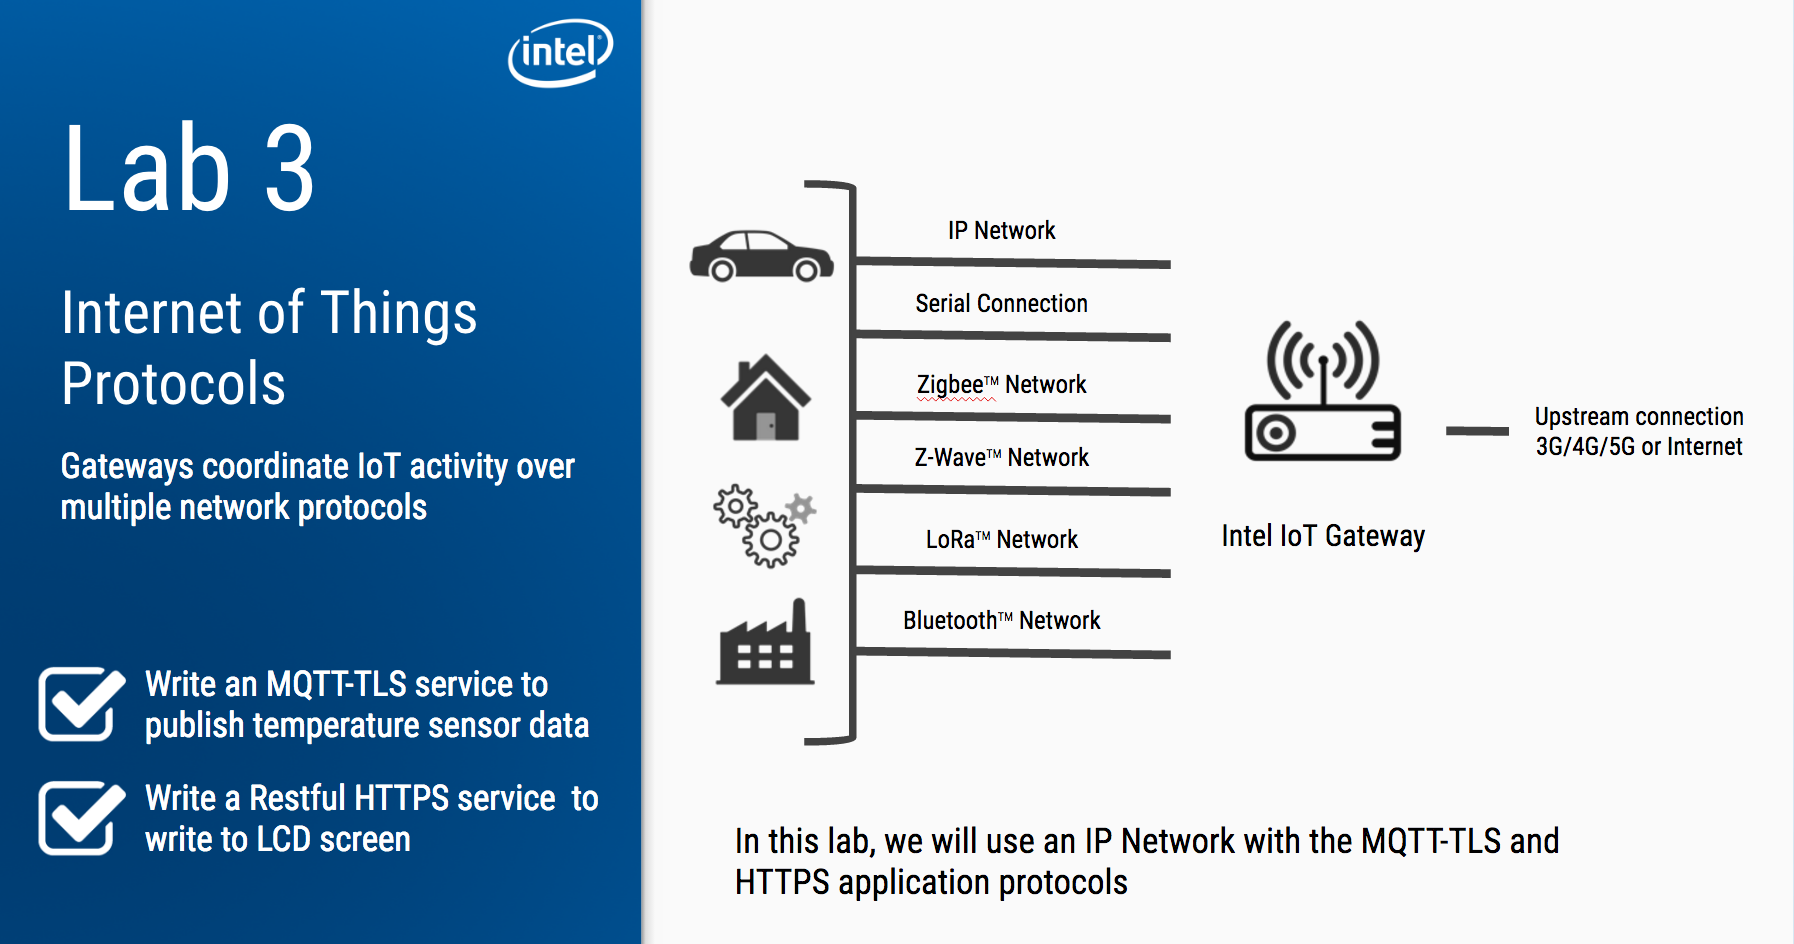 intel
Lab 3
Internet of Things
Protocols
Gateways coordinate IoT activity over
multiple network protocols
Write an MQTT-TLS service to
publish temperature sensor data
Write a Restful HTTPS service  to
write to LCD screen
IP Network
Serial Connection
Zigbee™ Network
Z-Wave™ Network
LoRa™ Network
Bluetooth™ Network
Intel IoT Gateway
Upstream connection
3G/4G/5G or Internet
In this lab, we will use an IP Network with the MQTT-TLS and
HTTPS application protocols